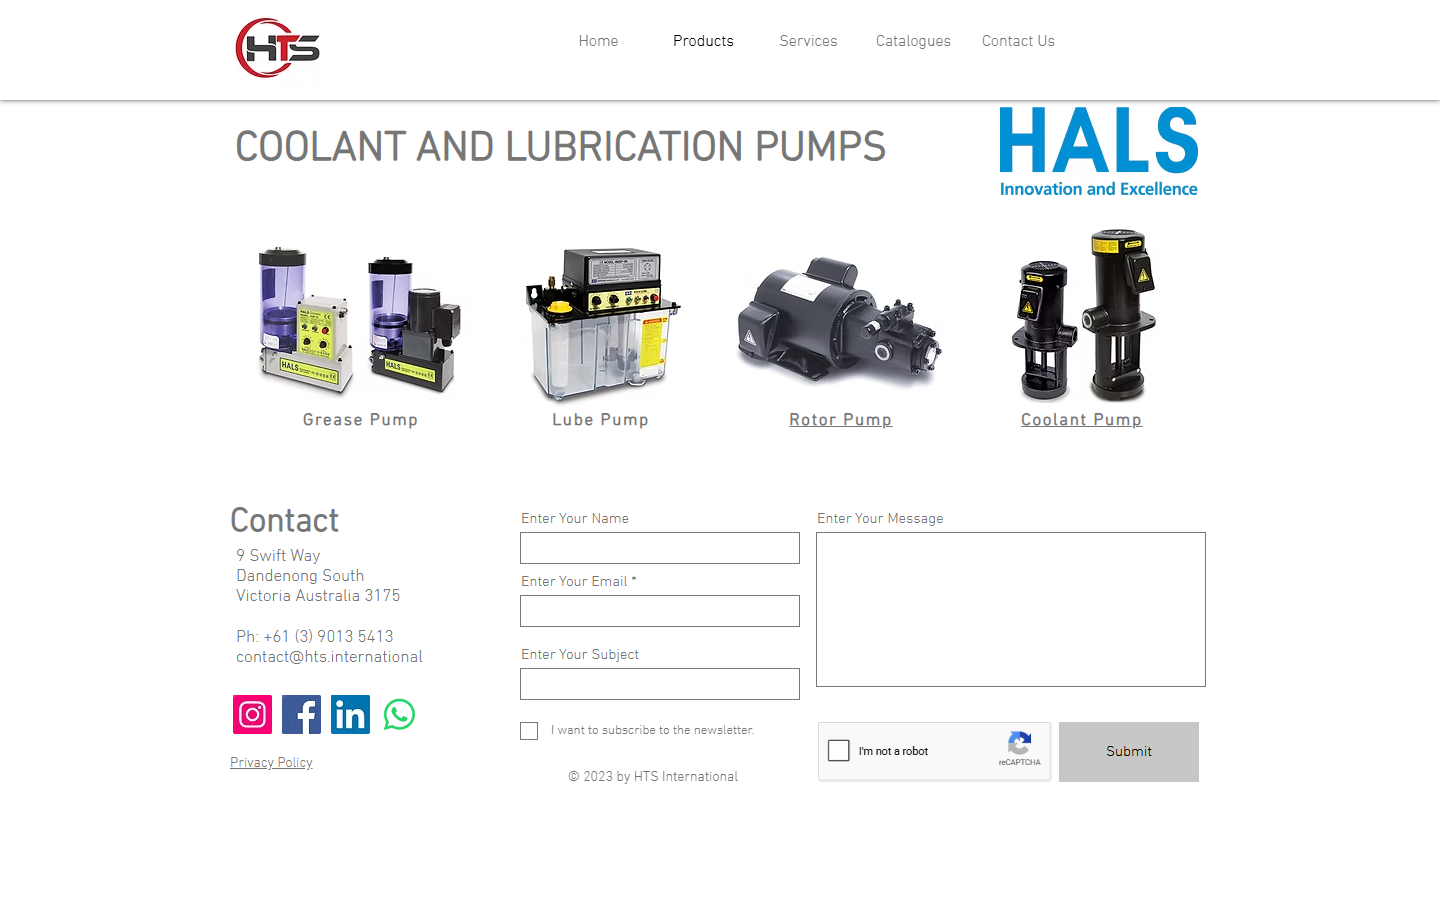 HTS
Home
Products
Services
Catalogues
Contact Us
COOLANT AND LUBRICATION PUMPS
HALS
Innovation and Excellence
HALS
HALS
Grease Pump
Lube Pump
Rotor Pump
Coolant Pump
Contact
9 Swift Way
Dandenong South
Victoria Australia 3175
Ph: +61 (3) 9013 5413
contact@hts.international
Privacy Policy
Enter Your Name
Enter Your Email *
Enter Your Subject
I want to subscribe to the newsletter.
© 2023 by HTS International
Enter Your Message
I'm not a robot
reCAPTCHA
Submit